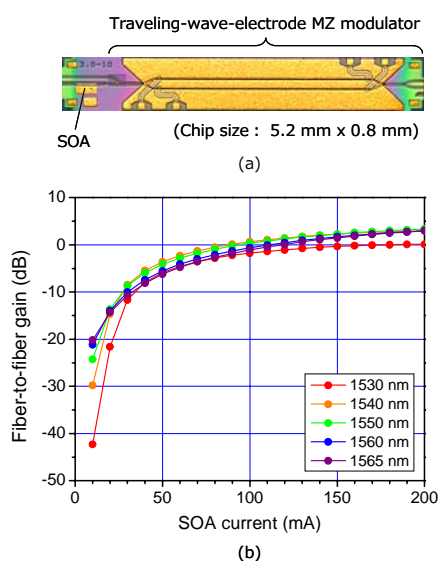 Traveling-wave-electrode MZ modulator
SOA
(Chip size : 5.2 mm x 0.8 mm)
(a)
10
0
-10
-20
-30
-40
-50
Fiber-to-fiber gain (dB)
1530 nm
1540 nm
1550 nm
1560 nm
1565 nm
0 50 100 150 200
SOA current (mA)
(b)